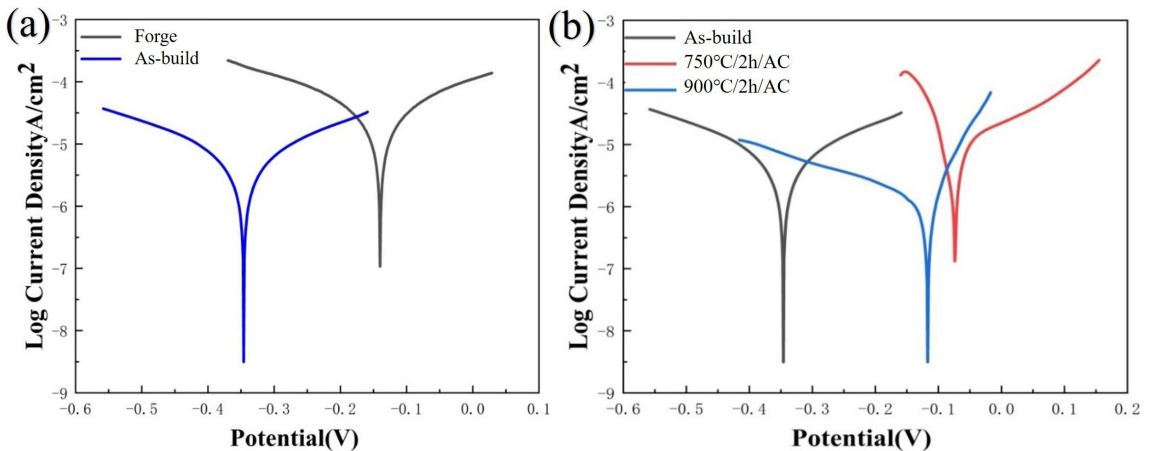 (a)
Forge
As-build
-3
-4
-5
-6
-7
-8
-9
Log Current DensityA/cm2
-0.6 -0.5 -0.4 -0.3 -0.2 -0.1 0.0 0.1
Potential(V)
(b)
As-build
750℃/2h/AC
900℃/2h/AC
-3
-4
-5
-6
-7
-8
-9
Log Current DensityA/cm2
-0.6 -0.5 -0.4 -0.3 -0.2 -0.1 0.0 0.1 0.2
Potential(V)